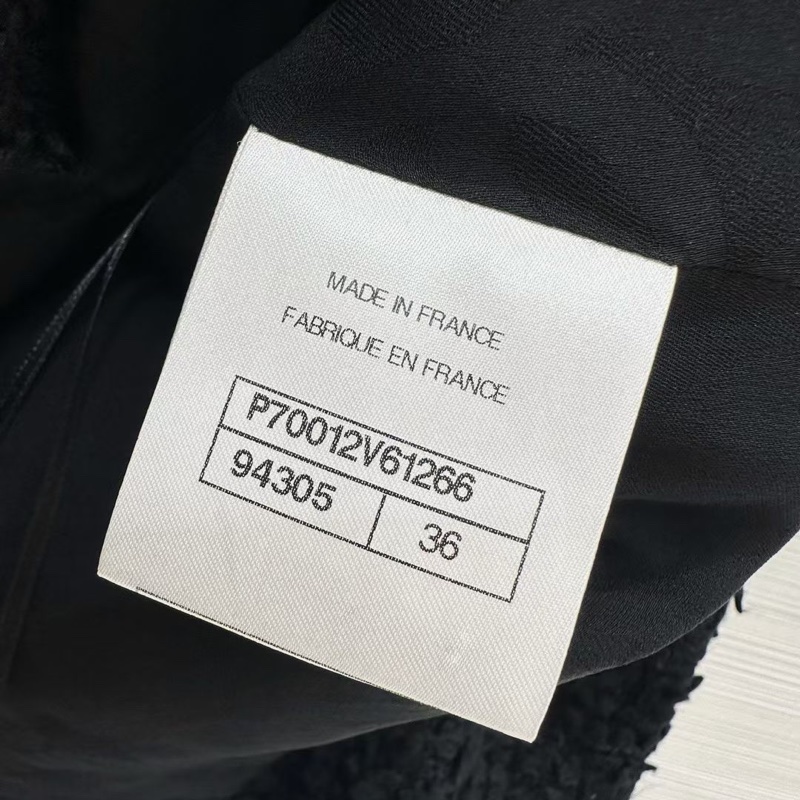 MADE IN FRANCE
FABRIQUE EN FRANCE
P70012V61266
94305 36